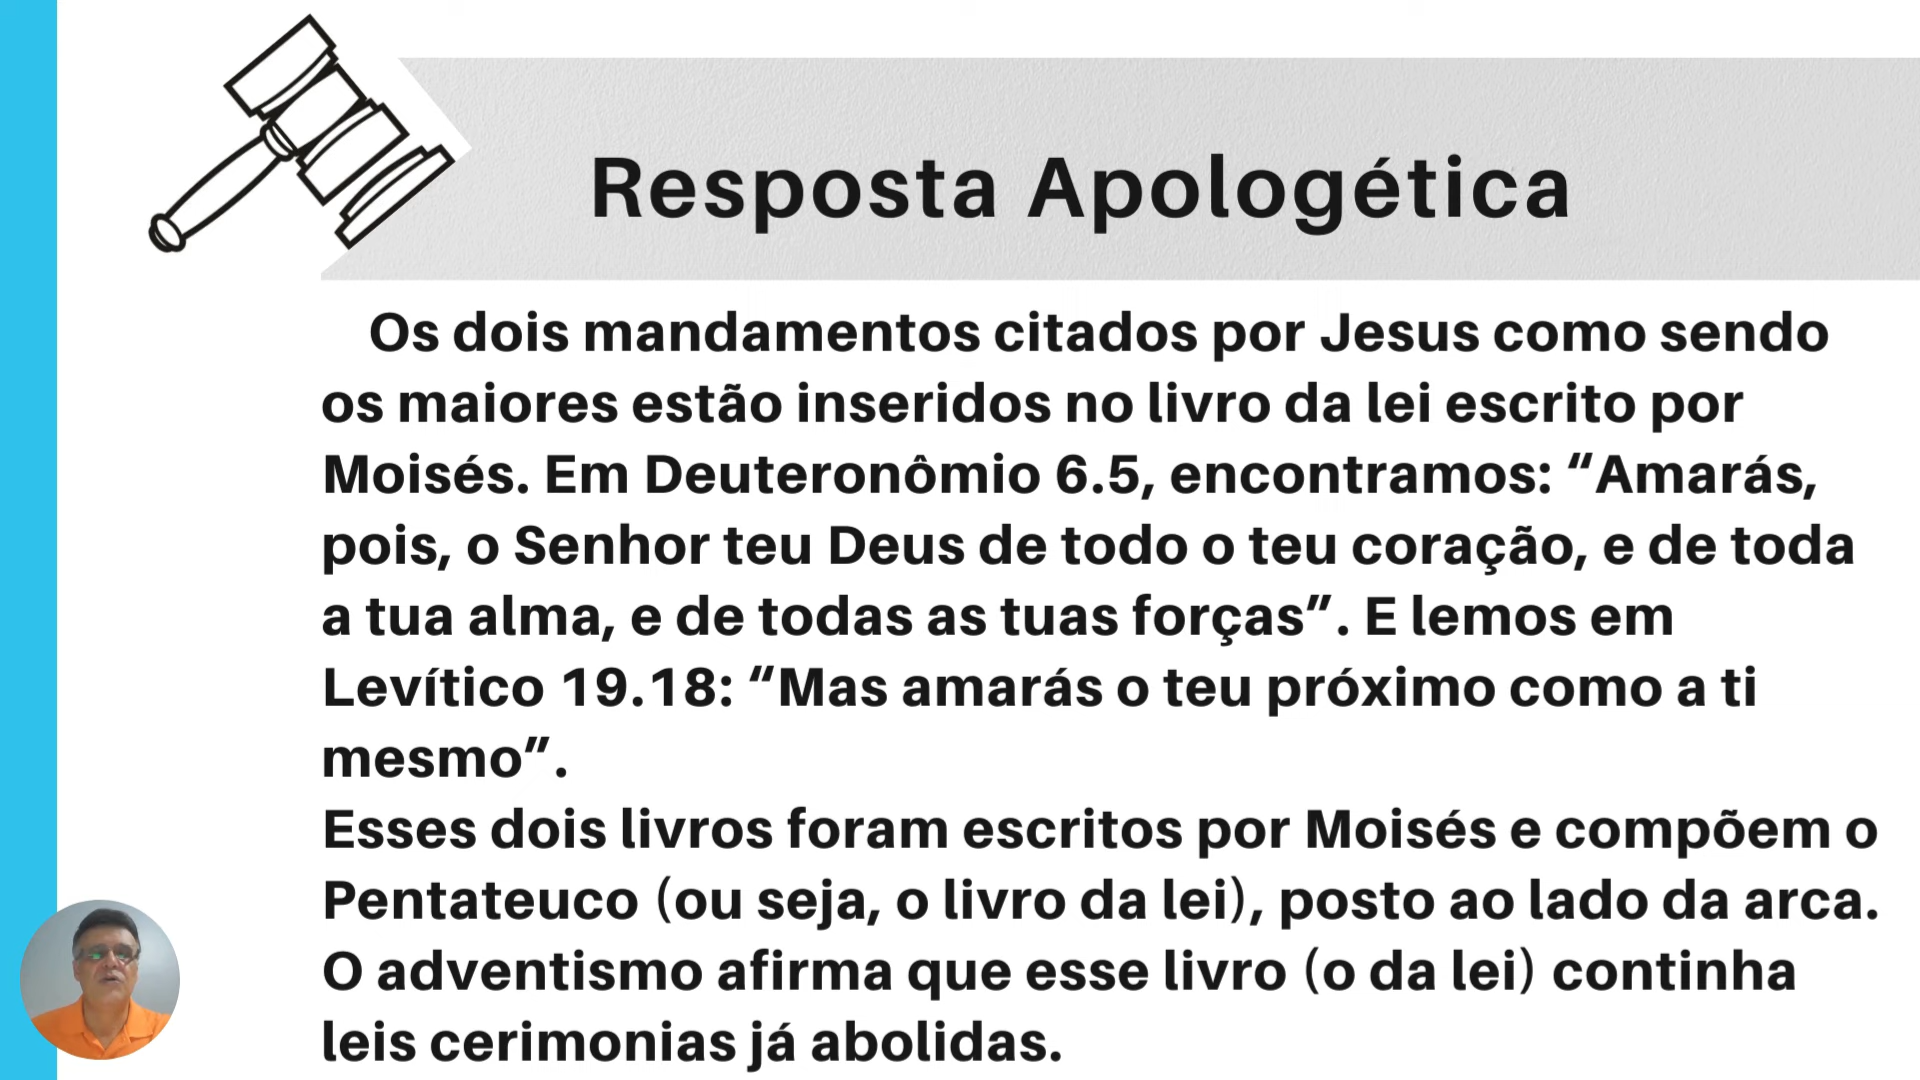 Resposta Apologética
Os dois mandamentos citados por Jesus como sendo
os maiores estão inseridos no livro da lei escrito por
Moisés. Em Deuteronômio 6.5, encontramos: “Amarás,
pois, o Senhor teu Deus de todo o teu coração, e de toda
a tua alma, e de todas as tuas forças”. E lemos em
Levítico 19.18: “Mas amarás o teu próximo como a ti
mesmo”.
Esses dois livros foram escritos por Moisés e compõem o
Pentateuco (ou seja, o livro da lei), posto ao lado da arca.
O adventismo afirma que esse livro (o da lei) continha
leis cerimonias já abolidas.